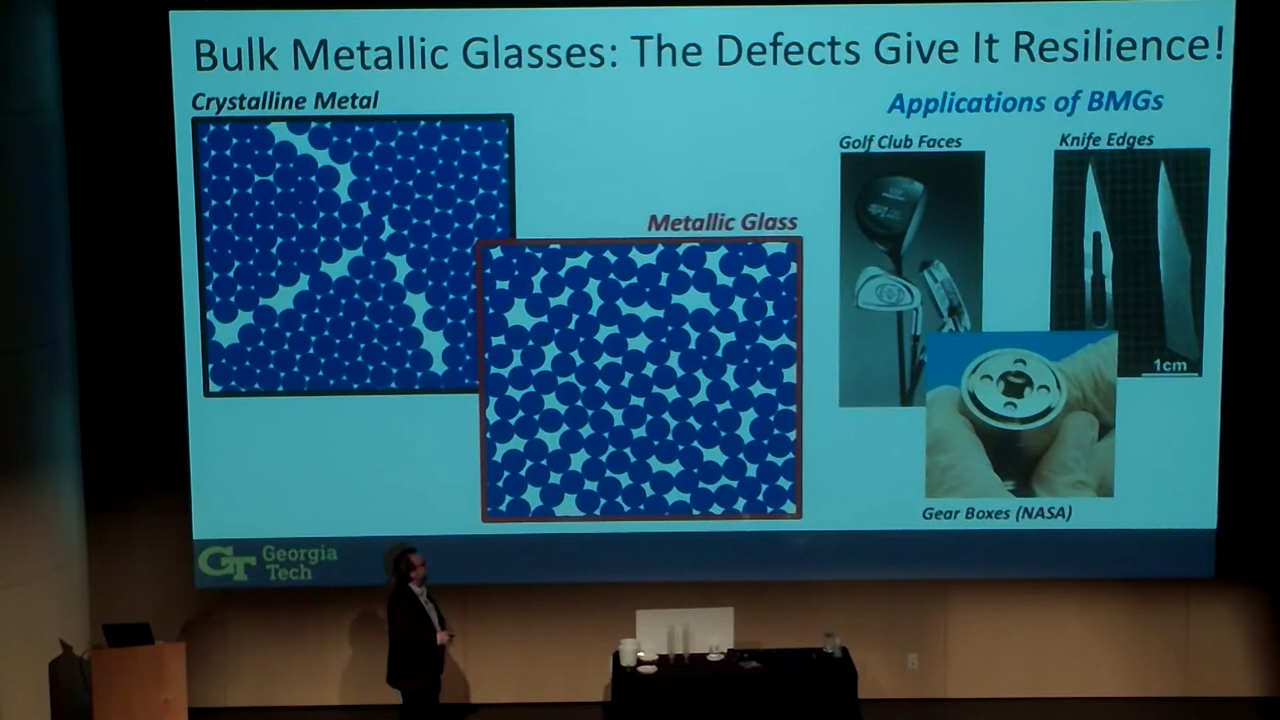 Bulk Metallic Glasses: The Defects Give It Resilience!
Crystalline Metal
Metallic Glass
Applications of BMGs
Golf Club Faces
Knife Edges
1cm
Gear Boxes (NASA)
GT Georgia
Tech